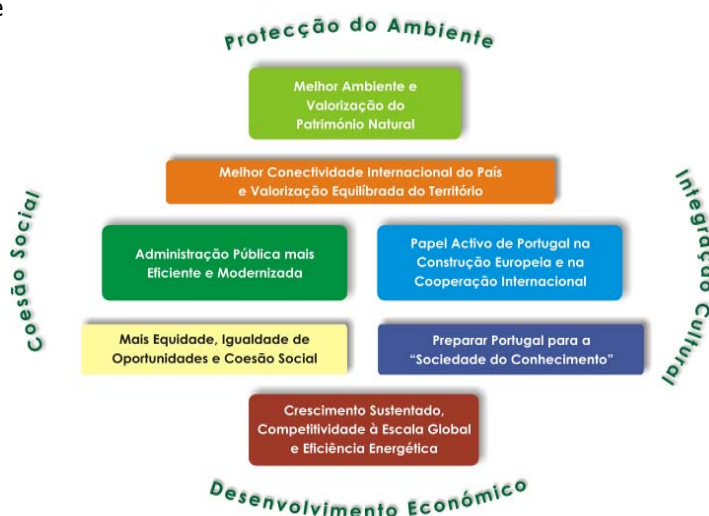 e
Protecção do Ambiente
Melhor Ambiente e
Valorização do
Património Natural
Melhor Conectividade Internacional do País
e Valorização Equilíbrada do Território
Coesão Social
Integração Cultural
Administração Pública mais
Eficiente e Modernizada
Papel Activo de Portugal na
Construção Europeia e na
Cooperação Internacional
Mais Equidade, Igualdade de
Oportunidades e Coesão Social
Preparar Portugal para a
“Sociedade do Conhecimento”
Crescimento Sustentado,
Competitividade à Escala Global
e Eficiência Energética
Desenvolvimento Económico